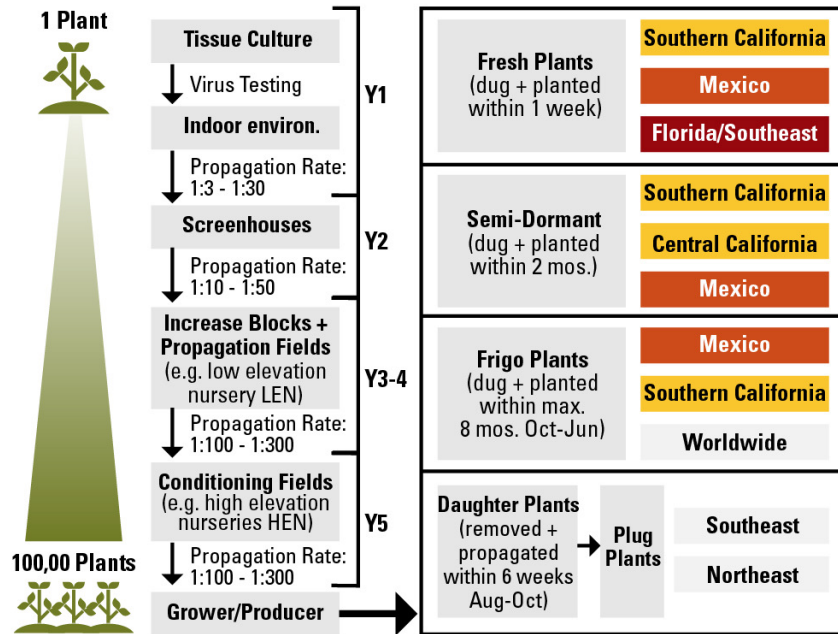 1 Plant
100,00 Plants
Tissue Culture
Virus Testing
Indoor environ.
Propagation Rate:
1:3 - 1:30
Screenhouses
Propagation Rate:
1:10 - 1:50
Increase Blocks +
Propagation Fields
(e.g. low elevation
nursery LEN)
Propagation Rate:
1:100 - 1:300
Conditioning Fields
(e.g. high elevation
nurseries HEN)
Propagation Rate:
1:100 - 1:300
Grower/Producer
Y1
Y2
Y3-4
Y5
Fresh Plants
(dug + planted
within 1 week)
Southern California
Mexico
Florida/Southeast
Semi-Dormant
(dug + planted
within 2 mos.)
Southern California
Central California
Mexico
Frigo Plants
(dug + planted
within max.
8 mos. Oct-Jun)
Mexico
Southern California
Worldwide
Daughter Plants
(removed +
propagated
within 6 weeks
Aug-Oct)
Plug
Plants
Southeast
Northeast